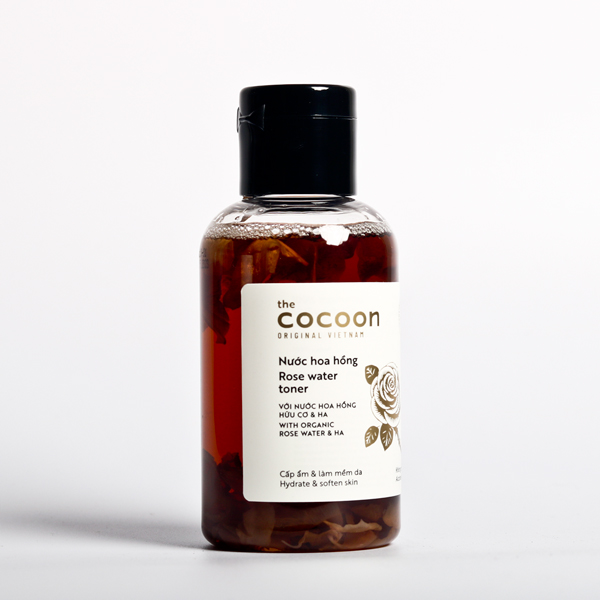 the
cocoon
ORIGINAL VIETNAM
Nước hoa hồng
Rose water
toner
VỚI NƯỚC HOA HỒNG
HỮU CƠ & HA
WITH ORGANIC
ROSE WATER & HA
Cấp ẩm & làm mềm da
Hydrate & soften skin